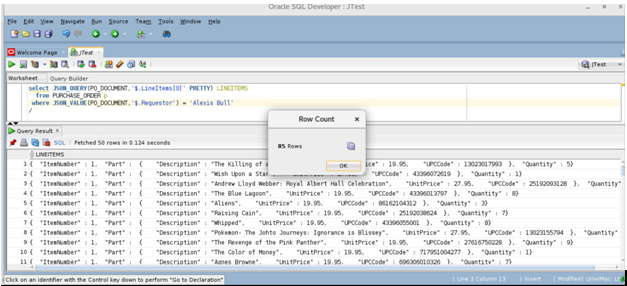 Oracle SQL Developer : JTest
File Edit View Navigate Run Source Team Tools Window Help
Welcome Page JTest
JTest
Worksheet Query Builder
select JSON_QUERY(PO_DOCUMENT,'$.LineItems[0]' PRETTY) LINEITEMS
from PURCHASE_ORDER p
where JSON_VALUE(PO_DOCUMENT,'$.Requestor') = 'Alexis Bull'
/
Row Count
85 Rows
OK
Query Result
SQL | Fetched 50 rows in 0.124 seconds
LINEITEMS
1 { "ItemNumber" : 1, "Part" : { "Description" : "The Killing of ice" : 19.95, "UPCCode" : 13023017993 }, "Quantity" : 5}
2 { "ItemNumber" : 1, "Part" : { "Description" : "Wish Upon a Star : 19.95, "UPCCode" : 43396072619 }, "Quantity" : 1}
3 { "ItemNumber" : 1, "Part" : { "Description" : "Andrew Lloyd Webber: Royal Albert Hall Celebration", "UnitPrice" : 27.95, "UPCCode" : 25192093128 }, "Quantity"
4 { "ItemNumber" : 1, "Part" : { "Description" : "The Blue Lagoon", "UnitPrice" : 19.95, "UPCCode" : 43396013797 }, "Quantity" : 8}
5 { "ItemNumber" : 1, "Part" : { "Description" : "Aliens", "UnitPrice" : 19.95, "UPCCode" : 86162104312 }, "Quantity" : 3}
6 { "ItemNumber" : 1, "Part" : { "Description" : "Raising Cain", "UnitPrice" : 19.95, "UPCCode" : 25192038624 }, "Quantity" : 7}
7 { "ItemNumber" : 1, "Part" : { "Description" : "Whipped", "UnitPrice" : 19.95, "UPCCode" : 43396055001 }, "Quantity" : 8}
8 { "ItemNumber" : 1, "Part" : { "Description" : "Pokemon- The Johto Journeys: Ignorance is Blissey", "UnitPrice" : 27.95, "UPCCode" : 13023155794 }, "Quantity" :
9 { "ItemNumber" : 1, "Part" : { "Description" : "The Revenge of the Pink Panther", "UnitPrice" : 19.95, "UPCCode" : 27616750228 }, "Quantity" : 9}
10 { "ItemNumber" : 1, "Part" : { "Description" : "The Color of Money", "UnitPrice" : 19.95, "UPCCode" : 717951004277 }, "Quantity" : 1}
11 { "ItemNumber" : 1, "Part" : { "Description" : "Agnes Browne", "UnitPrice" : 19.95, "UPCCode" : 696306010326 }, "Quantity" : 7}
Click on an identifier with the Control key down to perform "Go to Declaration"
Line 3 Column 13 | Insert | Modified | Unix/Mac: